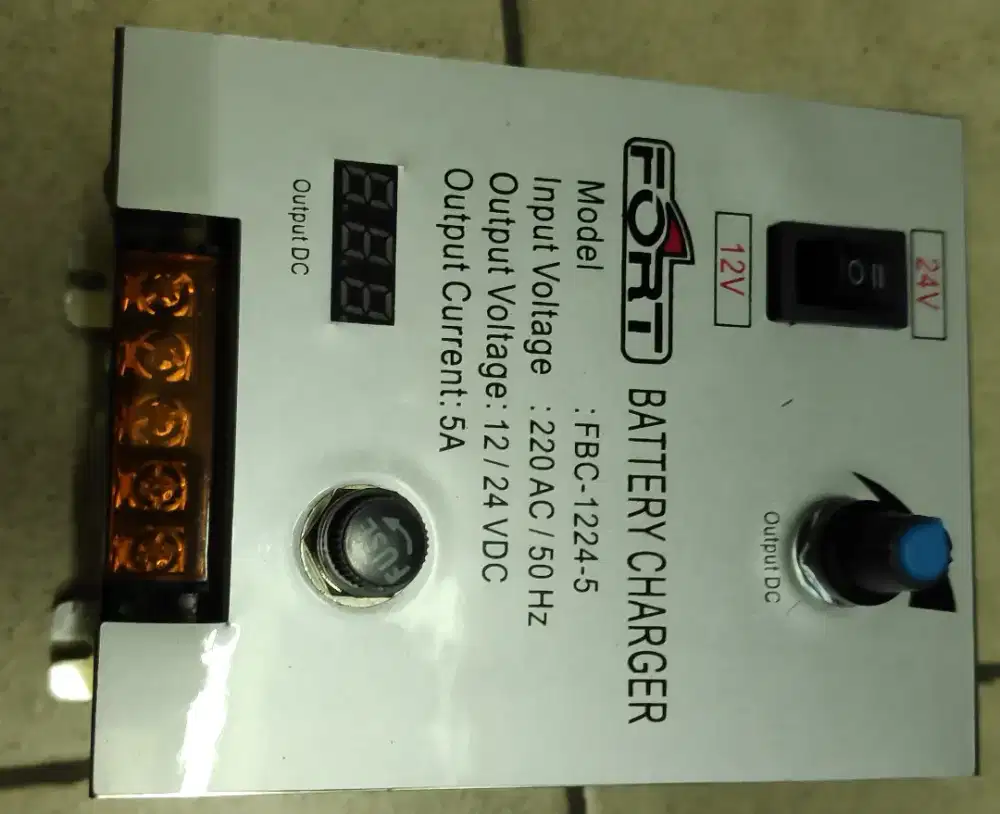 24V
12V
Output DC
FORT BATTERY CHARGER
Model : FBC-1224-5
Input Voltage : 220 AC / 50 Hz
Output Voltage : 12 / 24 VDC
Output Current : 5A
FUSE
Output DC